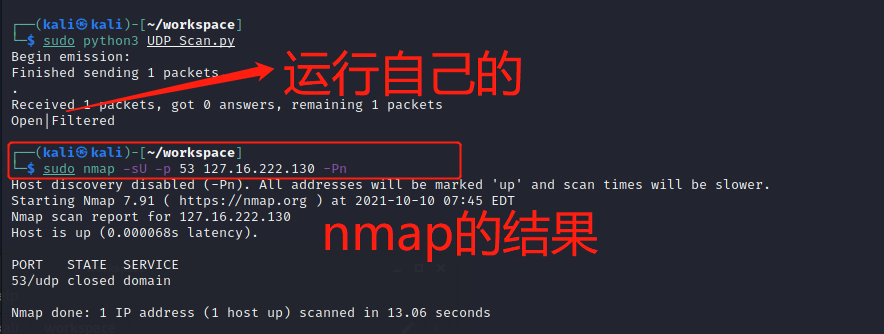 ┌──(kali㉿kali)-[~/workspace]
└─$ sudo python3 UDP_Scan.py
Begin emission:
Finished sending 1 packets.
.
Received 1 packets, got 0 answers, remaining 1 packets
Open|Filtered
运行自己的
┌──(kali㉿kali)-[~/workspace]
└─$ sudo nmap -sU -p 53 127.16.222.130 -Pn
Host discovery disabled (-Pn). All addresses will be marked 'up' and scan times will be slower.
Starting Nmap 7.91 ( https://nmap.org ) at 2021-10-10 07:45 EDT
Nmap scan report for 127.16.222.130
Host is up (0.000068s latency).
nmap的结果
PORT   STATE  SERVICE
53/udp closed domain
Nmap done: 1 IP address (1 host up) scanned in 13.06 seconds